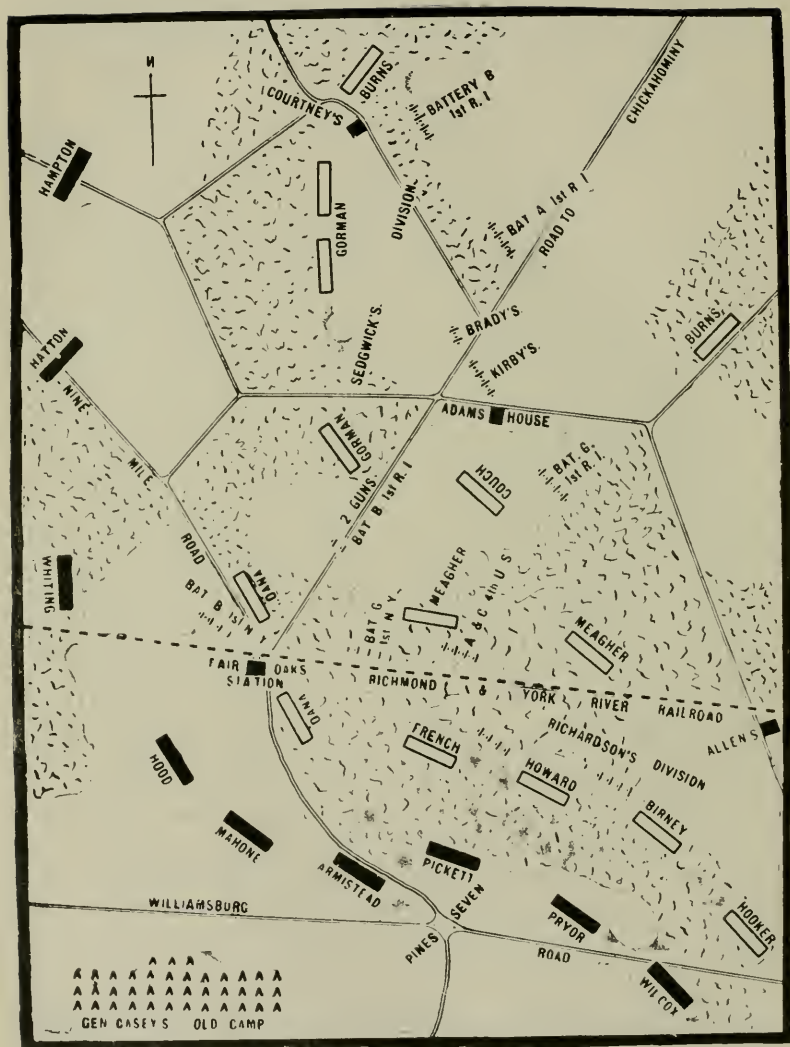 N
BURNS
COURTNEY'S
BATTERY B
1st R. I.
CHICKAHOMINY
HAMPTON
GORMAN
DIVISION
BAT A 1st R I
ROAD TO
SEDGWICK'S.
BRADY'S.
KIRBY'S.
BURNS
HATTON
NINE
MILE
ROAD
ADAMS HOUSE
GORMAN
2 GUNS
BAT B 1st R. I
COUCH
BAT G.
1st R. I.
WHITING
DANA
BAT B 1st N Y
BAT G
1st N Y
MEAGHER
A & C 4th U S
MEAGHER
FAIR OAKS
STATION
RICHMOND & YORK RIVER RAILROAD
DANA
FRENCH
RICHARDSON'S DIVISION
ALLENS
HOWARD
BIRNEY
HOOD
MAHONE
ARMISTEAD
PICKETT
SEVEN
PINES
WILLIAMSBURG
ROAD
PRYOR
HOOKER
WILCOX
GEN CASEYS OLD CAMP